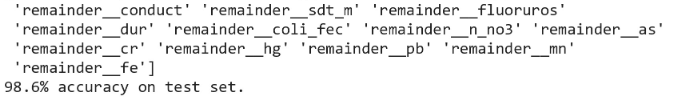 'remainder__conduct' 'remainder__sdt_m' 'remainder__fluoruros'
'remainder__dur' 'remainder__coli_fec' 'remainder__n_no3' 'remainder__as'
'remainder__cr' 'remainder__hg' 'remainder__pb' 'remainder__mn'
'remainder__fe']
98.6% accuracy on test set.